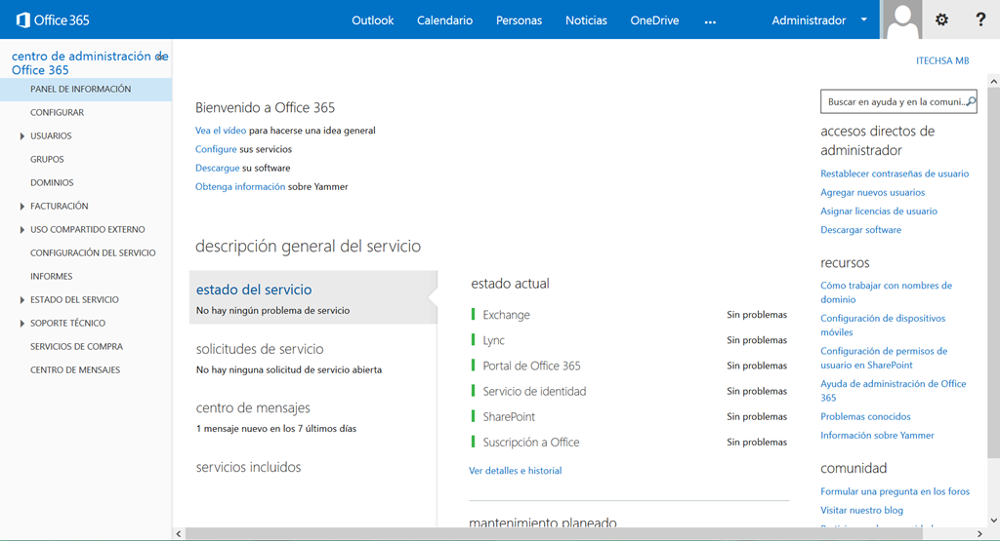 Office 365
Outlook Calendario Personas Noticias OneDrive ... Administrador ?
centro de administración de
Office 365
PANEL DE INFORMACIÓN
CONFIGURAR
USUARIOS
GRUPOS
DOMINIOS
FACTURACIÓN
USO COMPARTIDO EXTERNO
CONFIGURACIÓN DEL SERVICIO
INFORMES
ESTADO DEL SERVICIO
SOPORTE TÉCNICO
SERVICIOS DE COMPRA
CENTRO DE MENSAJES
Bienvenido a Office 365
Vea el vídeo para hacerse una idea general
Configure sus servicios
Descargue su software
Obtenga información sobre Yammer
descripción general del servicio
estado del servicio
No hay ningún problema de servicio
solicitudes de servicio
No hay ninguna solicitud de servicio abierta
centro de mensajes
1 mensaje nuevo en los 7 últimos días
servicios incluidos
estado actual
Exchange Sin problemas
Lync Sin problemas
Portal de Office 365 Sin problemas
Servicio de identidad Sin problemas
SharePoint Sin problemas
Suscripción a Office Sin problemas
Ver detalles e historial
mantenimiento planeado
ITECHSA MB
Buscar en ayuda y en la comuni...
accesos directos de
administrador
Restablecer contraseñas de usuario
Agregar nuevos usuarios
Asignar licencias de usuario
Descargar software
recursos
Cómo trabajar con nombres de
dominio
Configuración de dispositivos
móviles
Configuración de permisos de
usuario en SharePoint
Ayuda de administración de Office
365
Problemas conocidos
Información sobre Yammer
comunidad
Formular una pregunta en los foros
Visitar nuestro blog